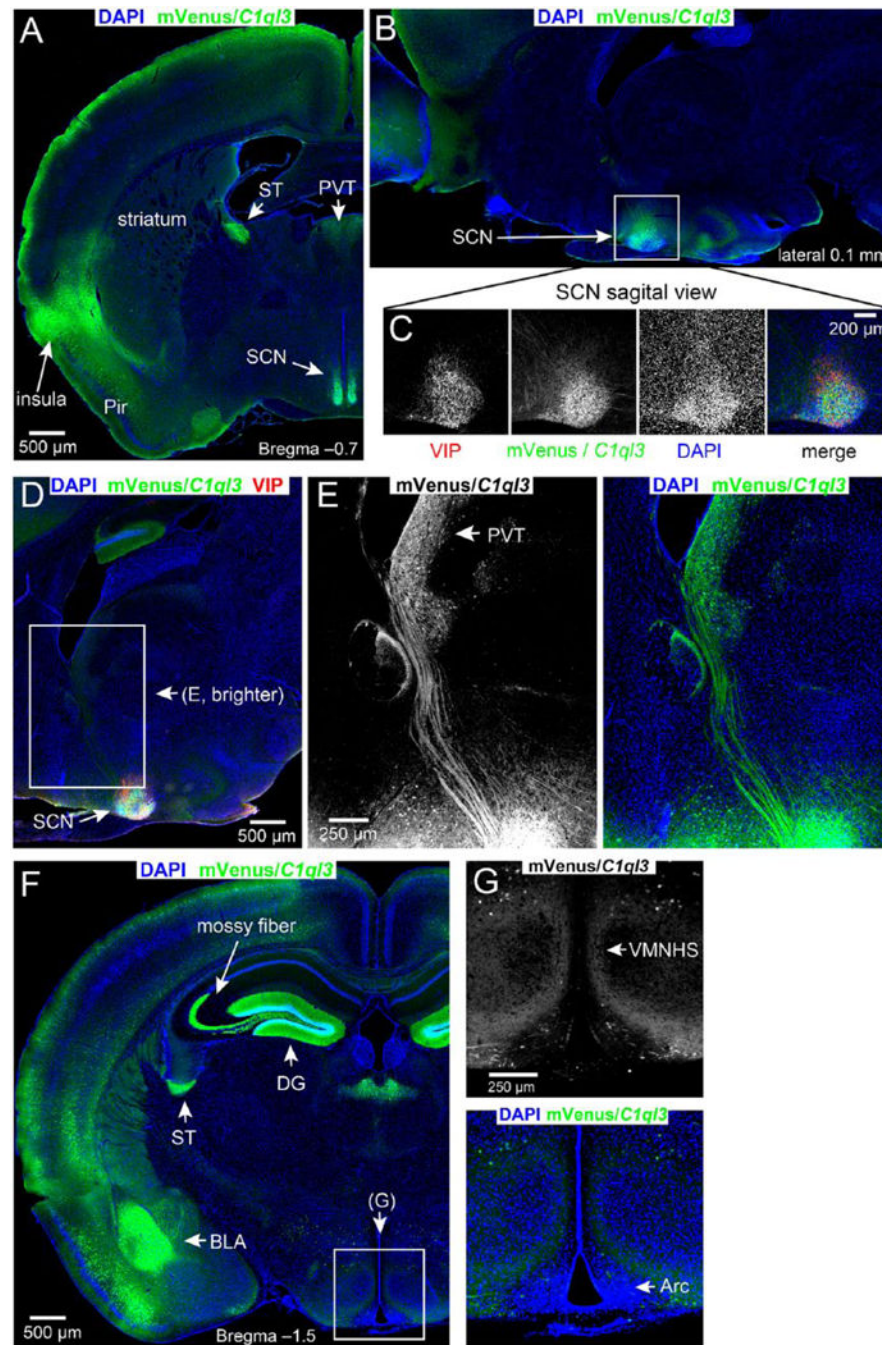 A
DAPI mVenus/C1ql3
ST
PVT
striatum
SCN
insula
Pir
500 µm
Bregma –0.7
B
DAPI mVenus/C1ql3
SCN
lateral 0.1 mm
SCN sagital view
C
200 µm
VIP
mVenus / C1ql3
DAPI
merge
D
DAPI mVenus/C1ql3 VIP
(E, brighter)
SCN
500 µm
E
mVenus/C1ql3
PVT
250 µm
DAPI mVenus/C1ql3
F
DAPI mVenus/C1ql3
mossy fiber
DG
ST
(G)
BLA
500 µm
Bregma –1.5
G
mVenus/C1ql3
VMNHS
250 µm
DAPI mVenus/C1ql3
Arc